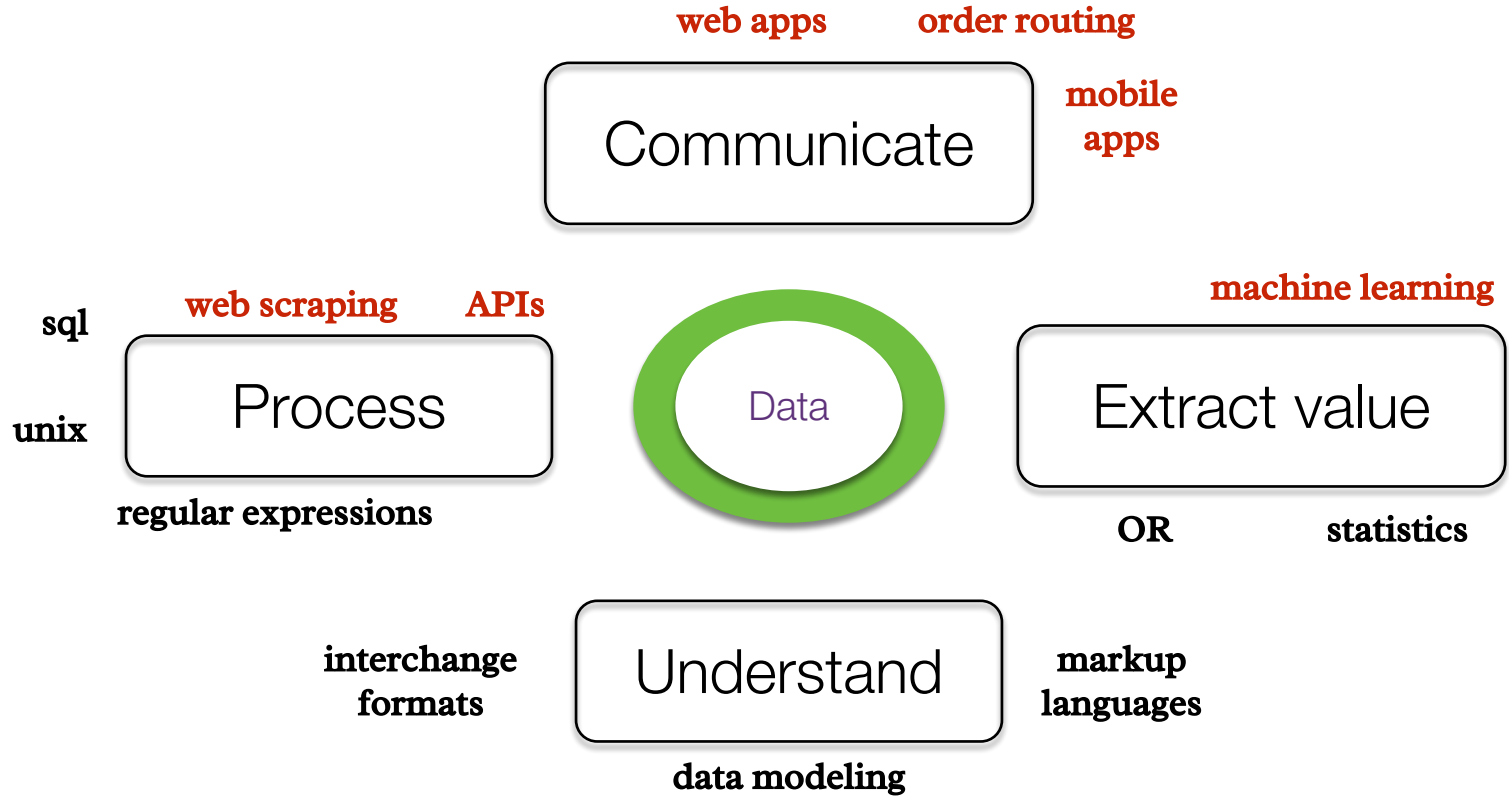 web apps order routing
Communicate
mobile
apps
web scraping APIs
machine learning
sql
Process
Data
Extract value
unix
regular expressions
OR statistics
interchange
formats
Understand
markup
languages
data modeling